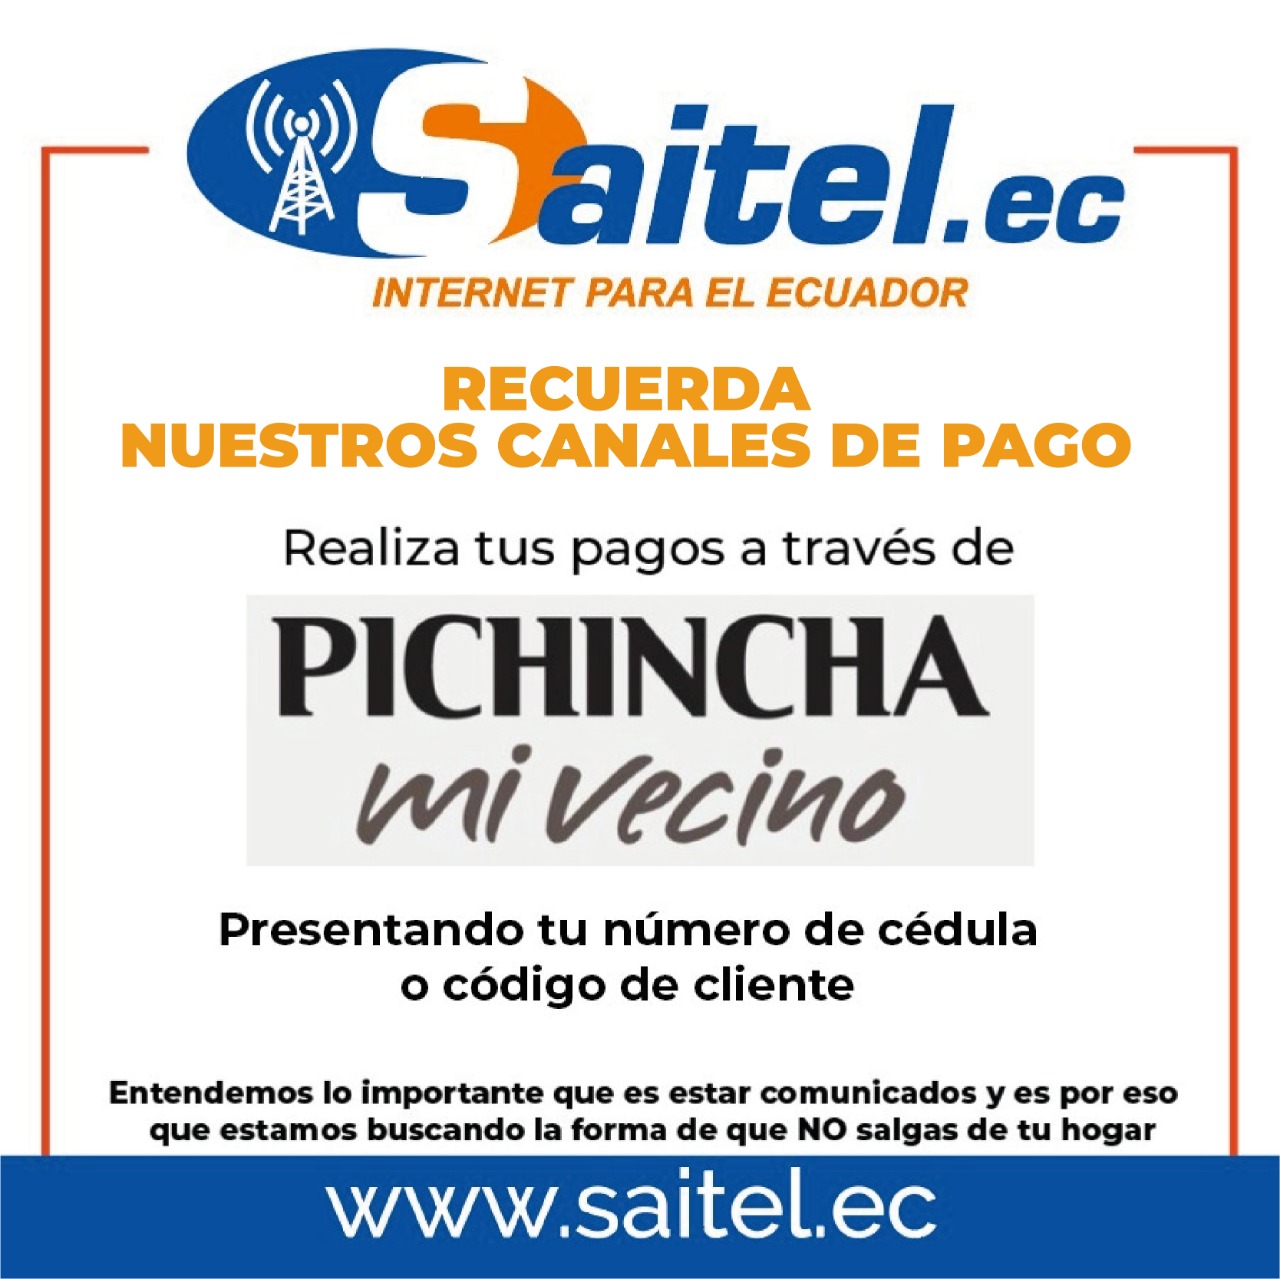 Saitel.ec
INTERNET PARA EL ECUADOR
RECUERDA
NUESTROS CANALES DE PAGO
Realiza tus pagos a través de
PICHINCHA
mi vecino
Presentando tu número de cédula
o código de cliente
Entendemos lo importante que es estar comunicados y es por eso
que estamos buscando la forma de que NO salgas de tu hogar
www.saitel.ec